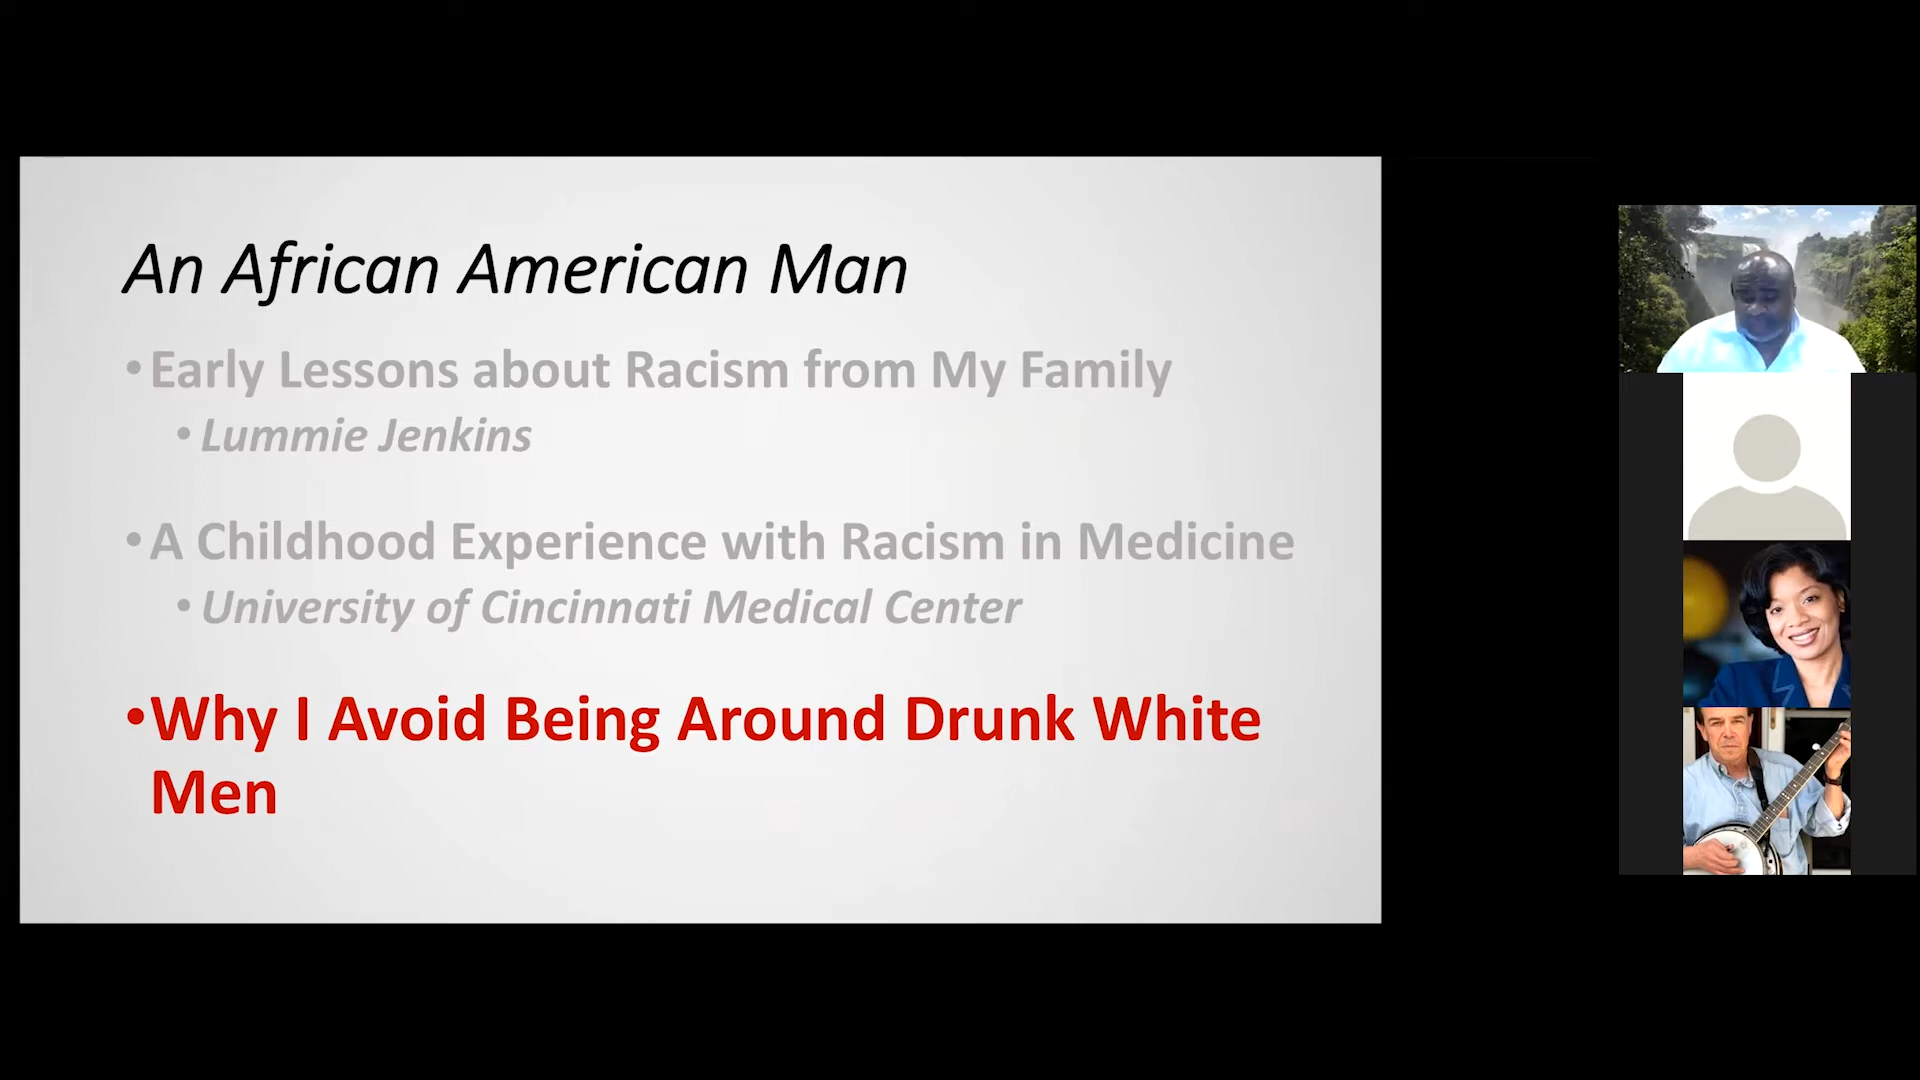 An African American Man
•Early Lessons about Racism from My Family
•Lummie Jenkins
•A Childhood Experience with Racism in Medicine
•University of Cincinnati Medical Center
•Why I Avoid Being Around Drunk White
Men